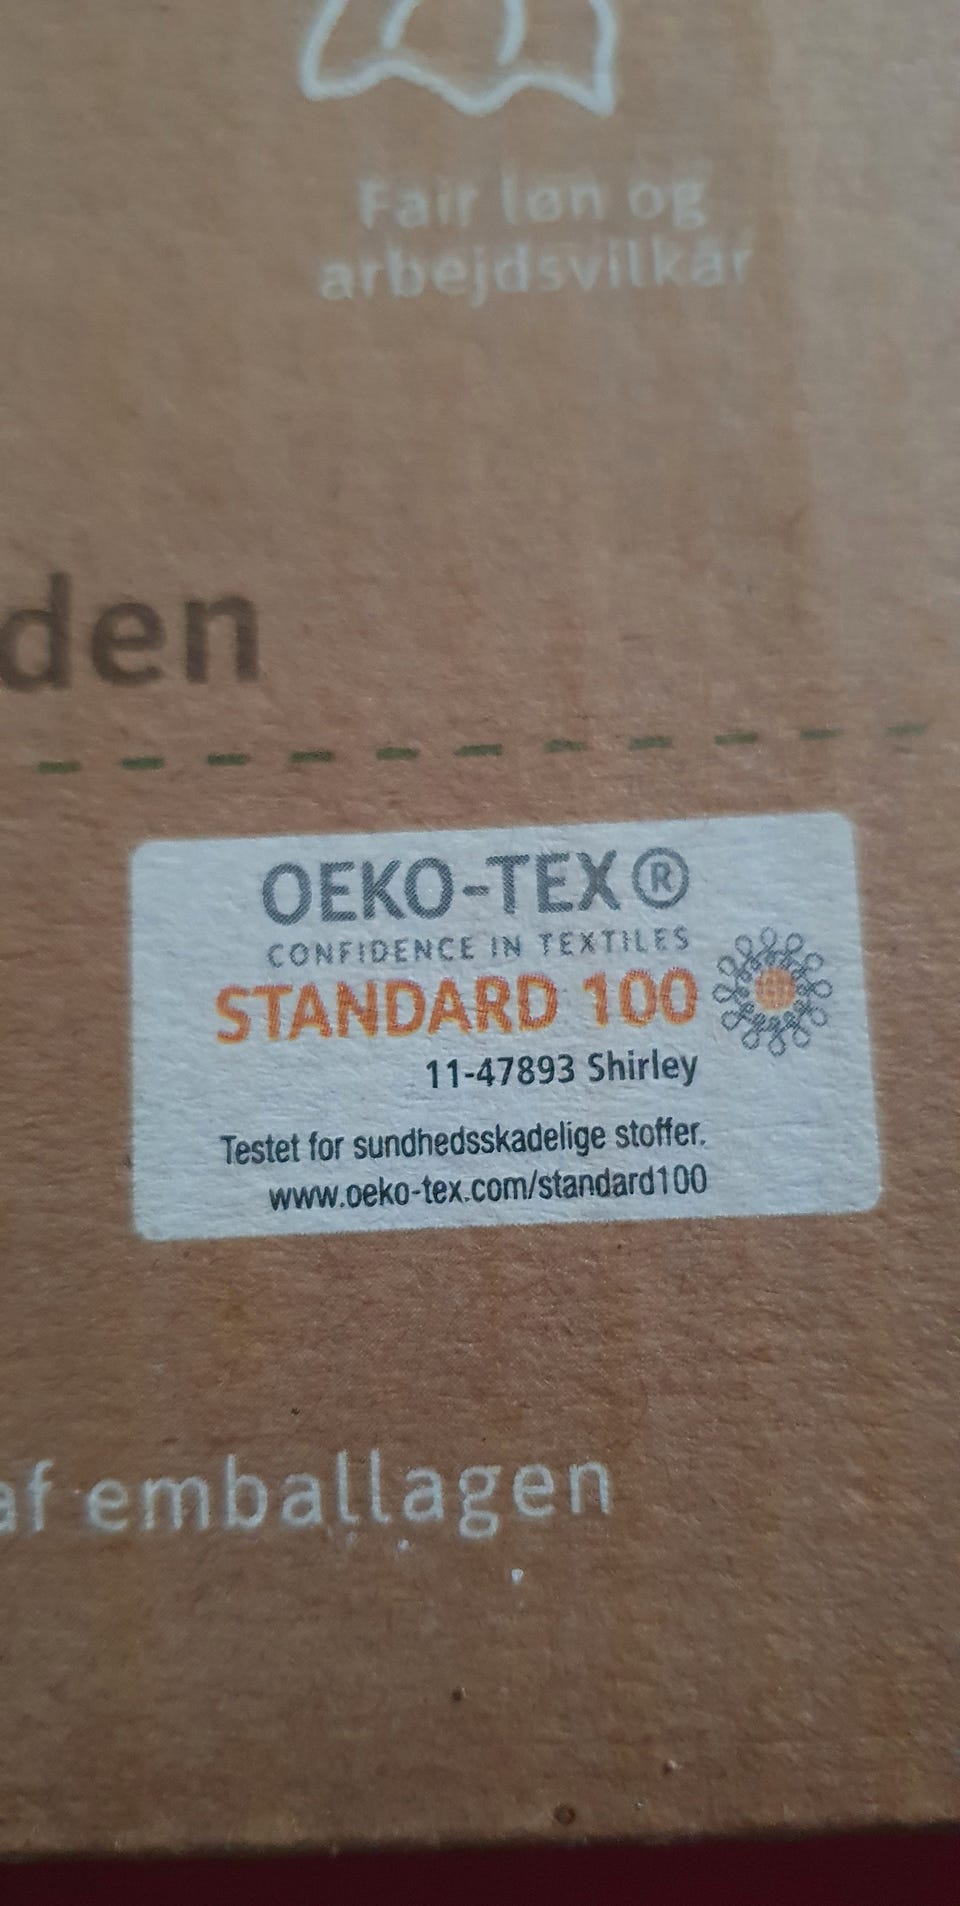 Fair løn og
arbejdsvilkår
den
OEKO-TEX®
CONFIDENCE IN TEXTILES
STANDARD 100
11-47893 Shirley
Testet for sundhedsskadelige stoffer.
www.oeko-tex.com/standard100
af emballagen